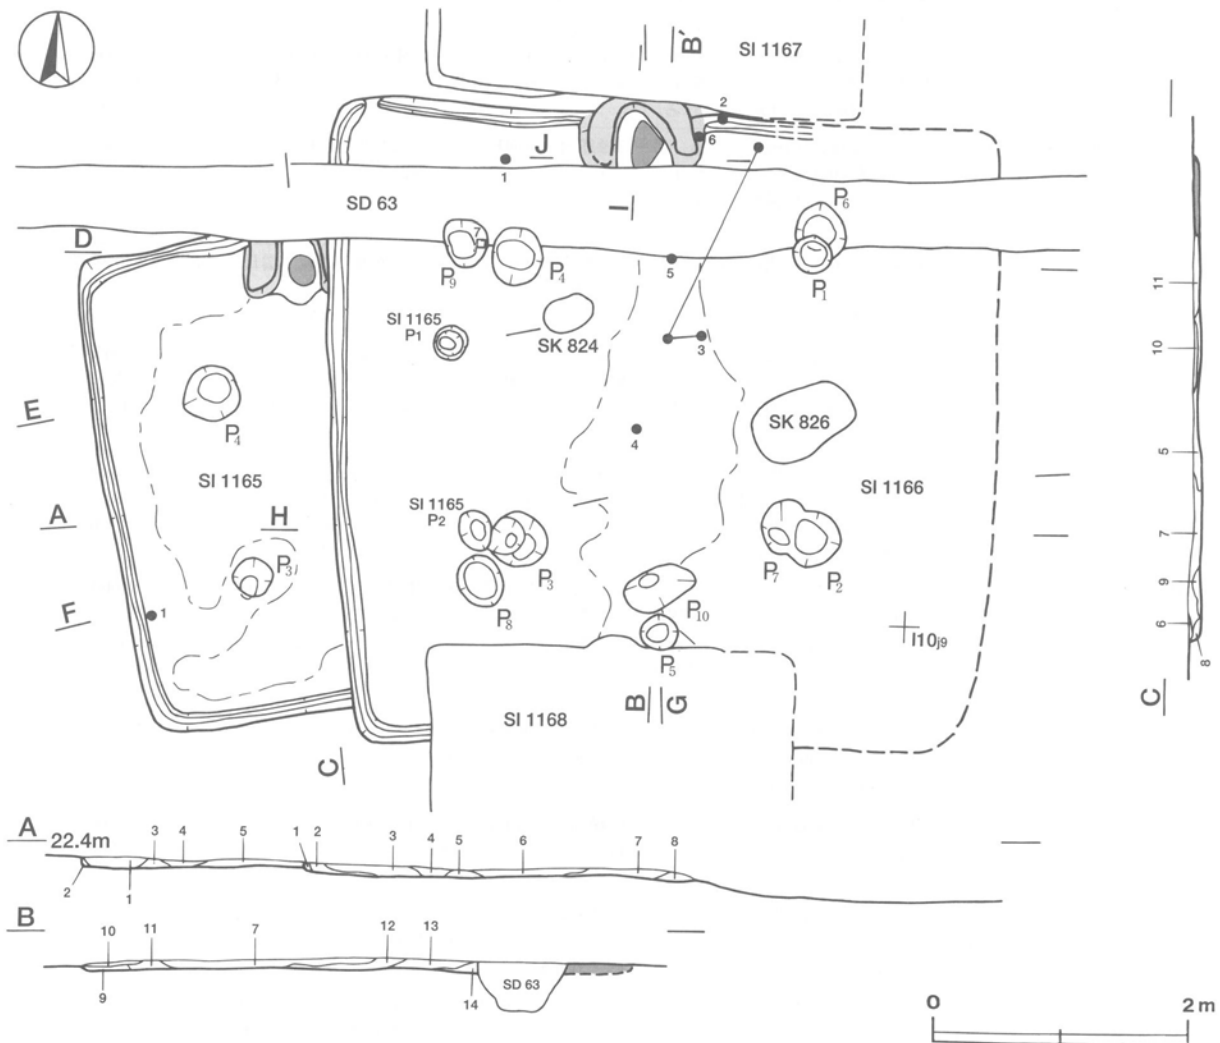 B′
SI 1167
2
6
J
1
SD 63
I
P6
D
7
P9
P4
5
P1
SI 1165
P1
SK 824
3
11
10
E
P4
4
SK 826
5
SI 1165
SI 1166
A
H
SI 1165
P2
7
P3
P3
P7
P2
9
F
1
P8
P10
I10j9
6
P5
8
B
G
C
SI 1168
C
A
22.4m
3
4
5
1
2
3
4
5
6
7
8
2
1
B
10
11
7
12
13
SD 63
9
14
0
2 m